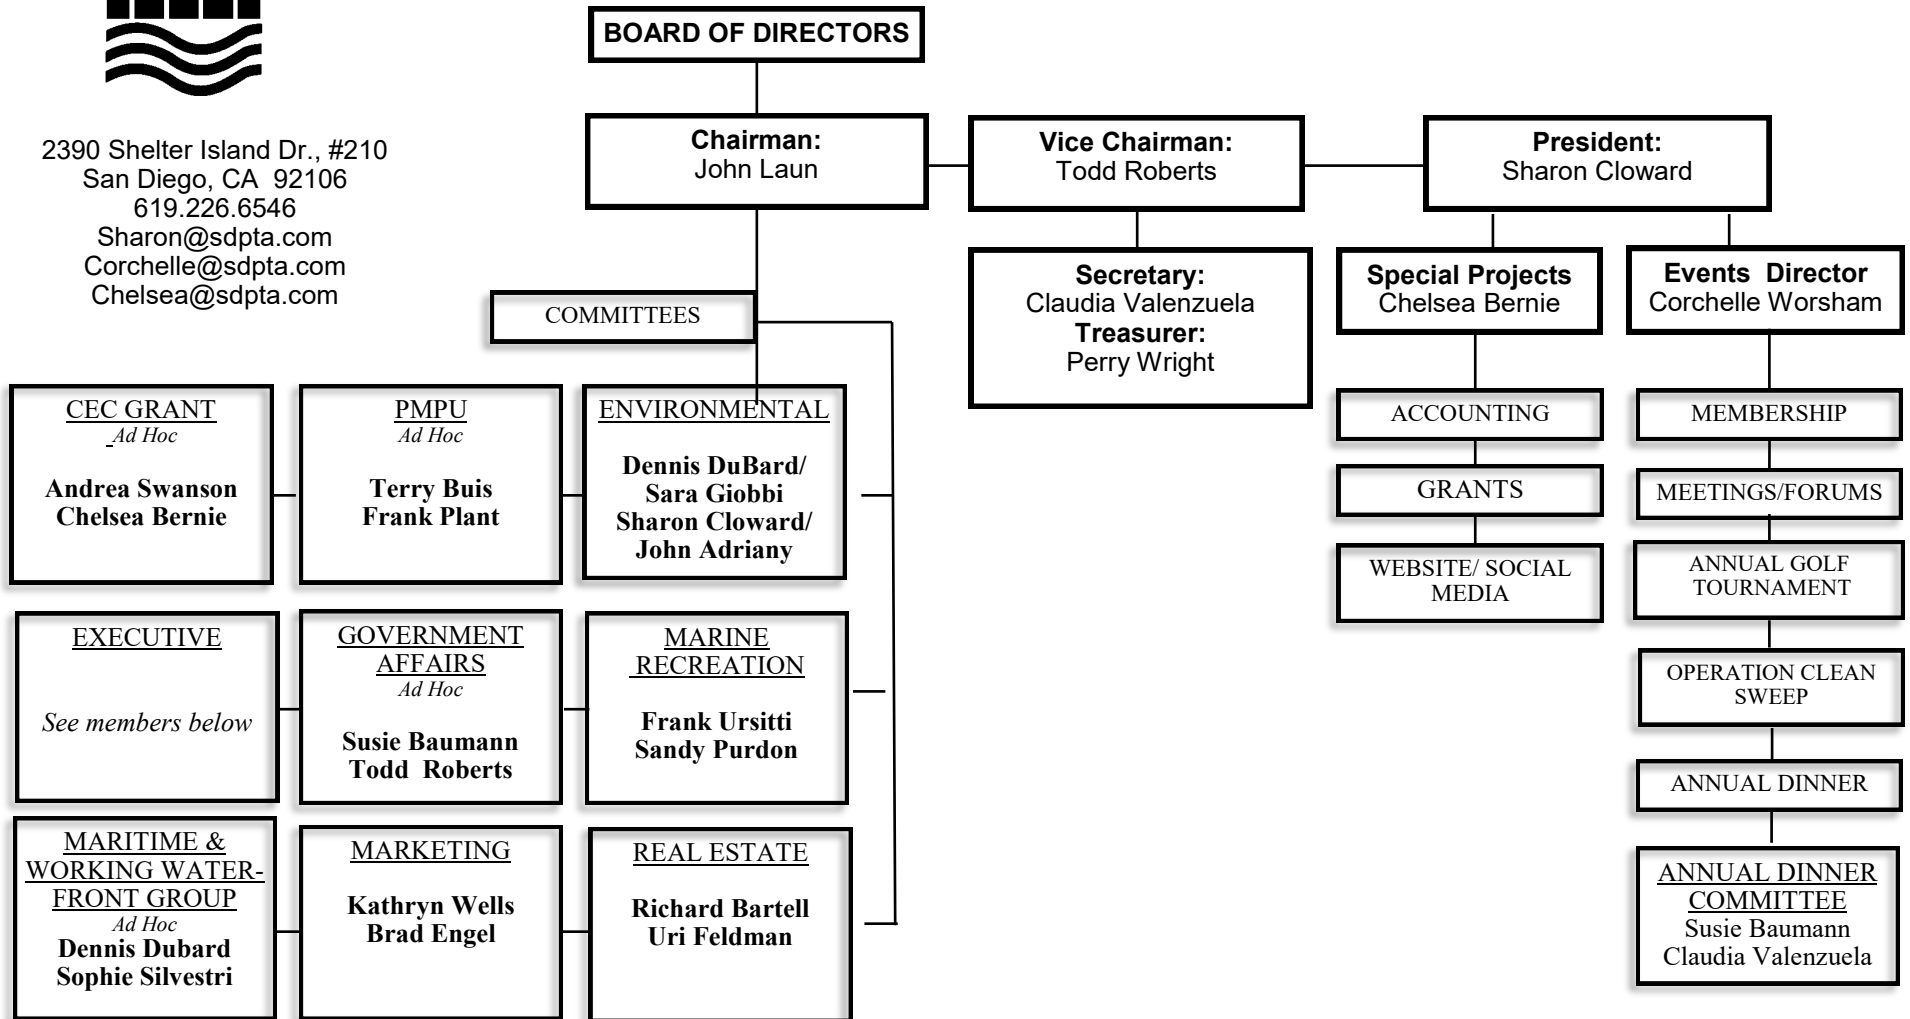 BOARD OF DIRECTORS
2390 Shelter Island Dr., #210
San Diego, CA  92106
619.226.6546
Sharon@sdpta.com
Corchelle@sdpta.com
Chelsea@sdpta.com
Chairman:
John Laun
Vice Chairman:
Todd Roberts
President:
Sharon Cloward
Secretary:
Claudia Valenzuela
Treasurer:
Perry Wright
Special Projects
Chelsea Bernie
Events  Director
Corchelle Worsham
COMMITTEES
CEC GRANT
Ad Hoc
Andrea Swanson
Chelsea Bernie
PMPU
Ad Hoc
Terry Buis
Frank Plant
ENVIRONMENTAL
Dennis DuBard/
Sara Giobbi
Sharon Cloward/
John Adriany
EXECUTIVE
See members below
GOVERNMENT
AFFAIRS
Ad Hoc
Susie Baumann
Todd  Roberts
MARINE
RECREATION
Frank Ursitti
Sandy Purdon
MARITIME &
WORKING WATER-
FRONT GROUP
Ad Hoc
Dennis Dubard
Sophie Silvestri
MARKETING
Kathryn Wells
Brad Engel
REAL ESTATE
Richard Bartell
Uri Feldman
ACCOUNTING
GRANTS
WEBSITE/ SOCIAL
MEDIA
MEMBERSHIP
MEETINGS/FORUMS
ANNUAL GOLF
TOURNAMENT
OPERATION CLEAN
SWEEP
ANNUAL DINNER
ANNUAL DINNER
COMMITTEE
Susie Baumann
Claudia Valenzuela